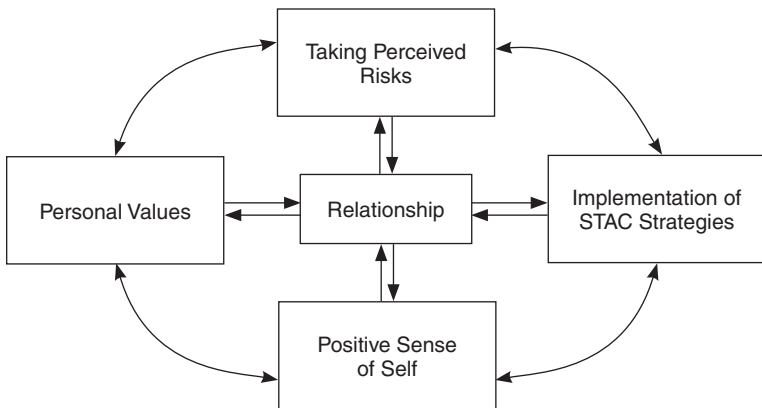 Taking Perceived
Risks
Personal Values
Relationship
Implementation of
STAC Strategies
Positive Sense
of Self